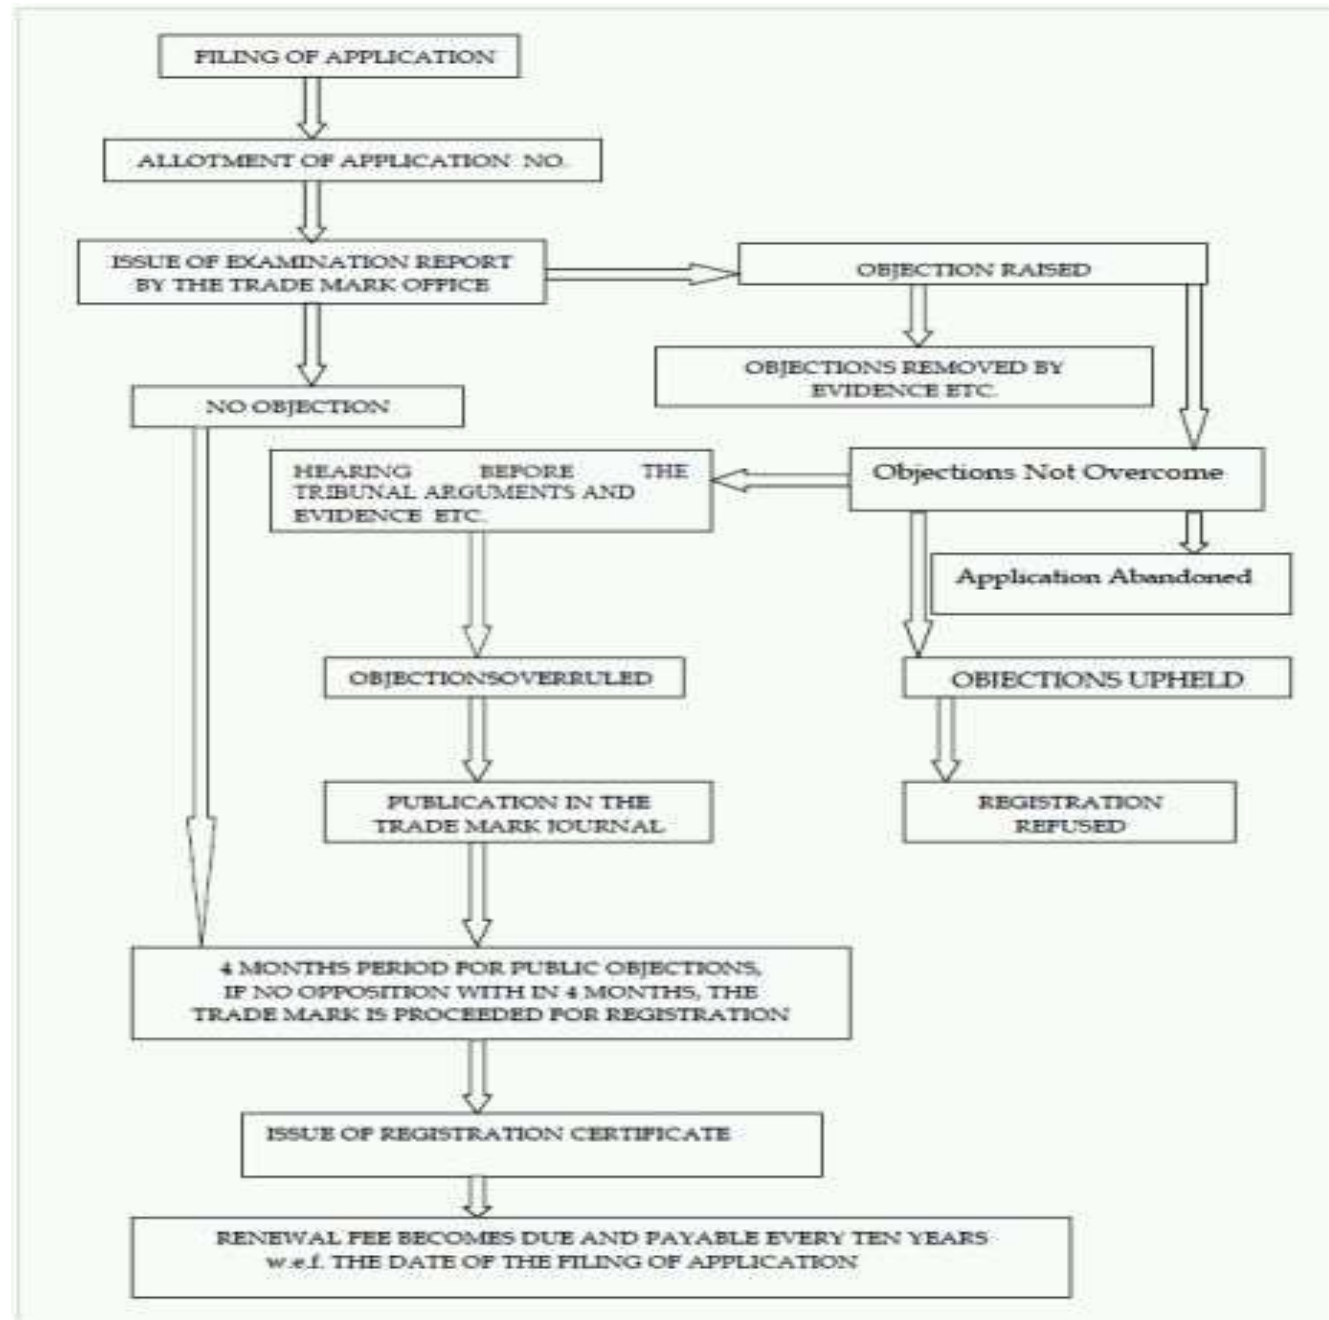 FILING OF APPLICATION
ALLOTMENT OF APPLICATION NO.
ISSUE OF EXAMINATION REPORT
BY THE TRADE MARK OFFICE
OBJECTION RAISED
OBJECTIONS REMOVED BY
EVIDENCE ETC.
NO OBJECTION
HEARING BEFORE THE
TRIBUNAL ARGUMENTS AND
EVIDENCE ETC.
Objections Not Overcome
Application Abandoned
OBJECTIONSOVERRULED
OBJECTIONS UPHELD
PUBLICATION IN THE
TRADE MARK JOURNAL
REGISTRATION
REFUSED
4 MONTHS PERIOD FOR PUBLIC OBJECTIONS,
IF NO OPPOSITION WITH IN 4 MONTHS, THE
TRADE MARK IS PROCEEDED FOR REGISTRATION
ISSUE OF REGISTRATION CERTIFICATE
RENEWAL FEE BECOMES DUE AND PAYABLE EVERY TEN YEARS
w.e.f. THE DATE OF THE FILING OF APPLICATION